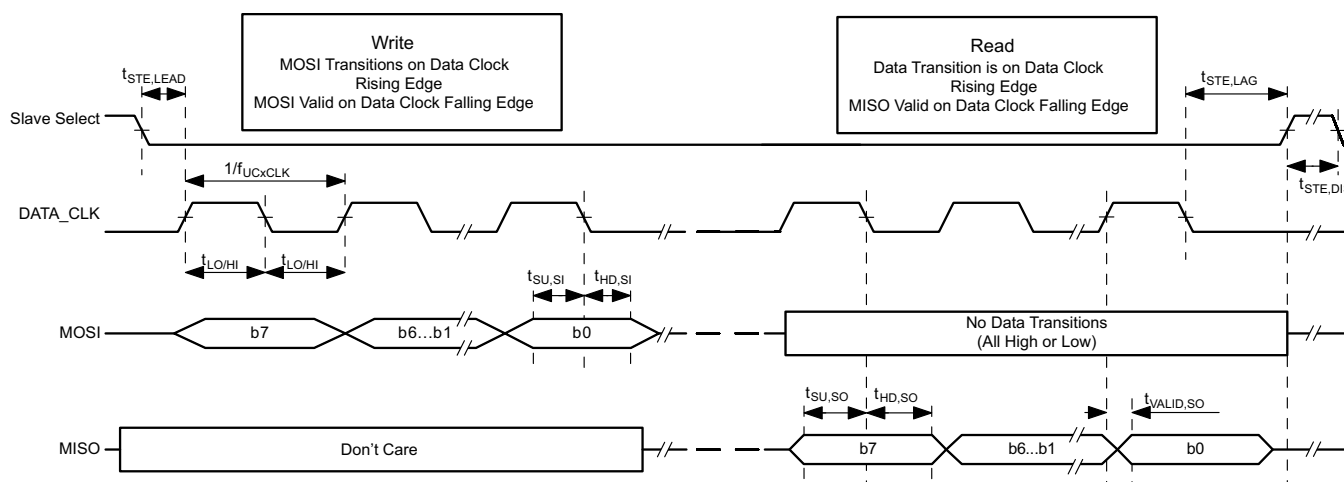 Write
MOSI Transitions on Data Clock
Rising Edge
MOSI Valid on Data Clock Falling Edge
Read
Data Transition is on Data Clock
Rising Edge
MISO Valid on Data Clock Falling Edge
tSTE,LEAD
tSTE,LAG
Slave Select
1/fUCxCLK
tSTE,DI
DATA_CLK
tLO/HI
tLO/HI
tSU,SI
tHD,SI
MOSI
b7
b6...b1
b0
No Data Transitions
(All High or Low)
tSU,SO
tHD,SO
tVALID,SO
MISO
Don't Care
b7
b6...b1
b0